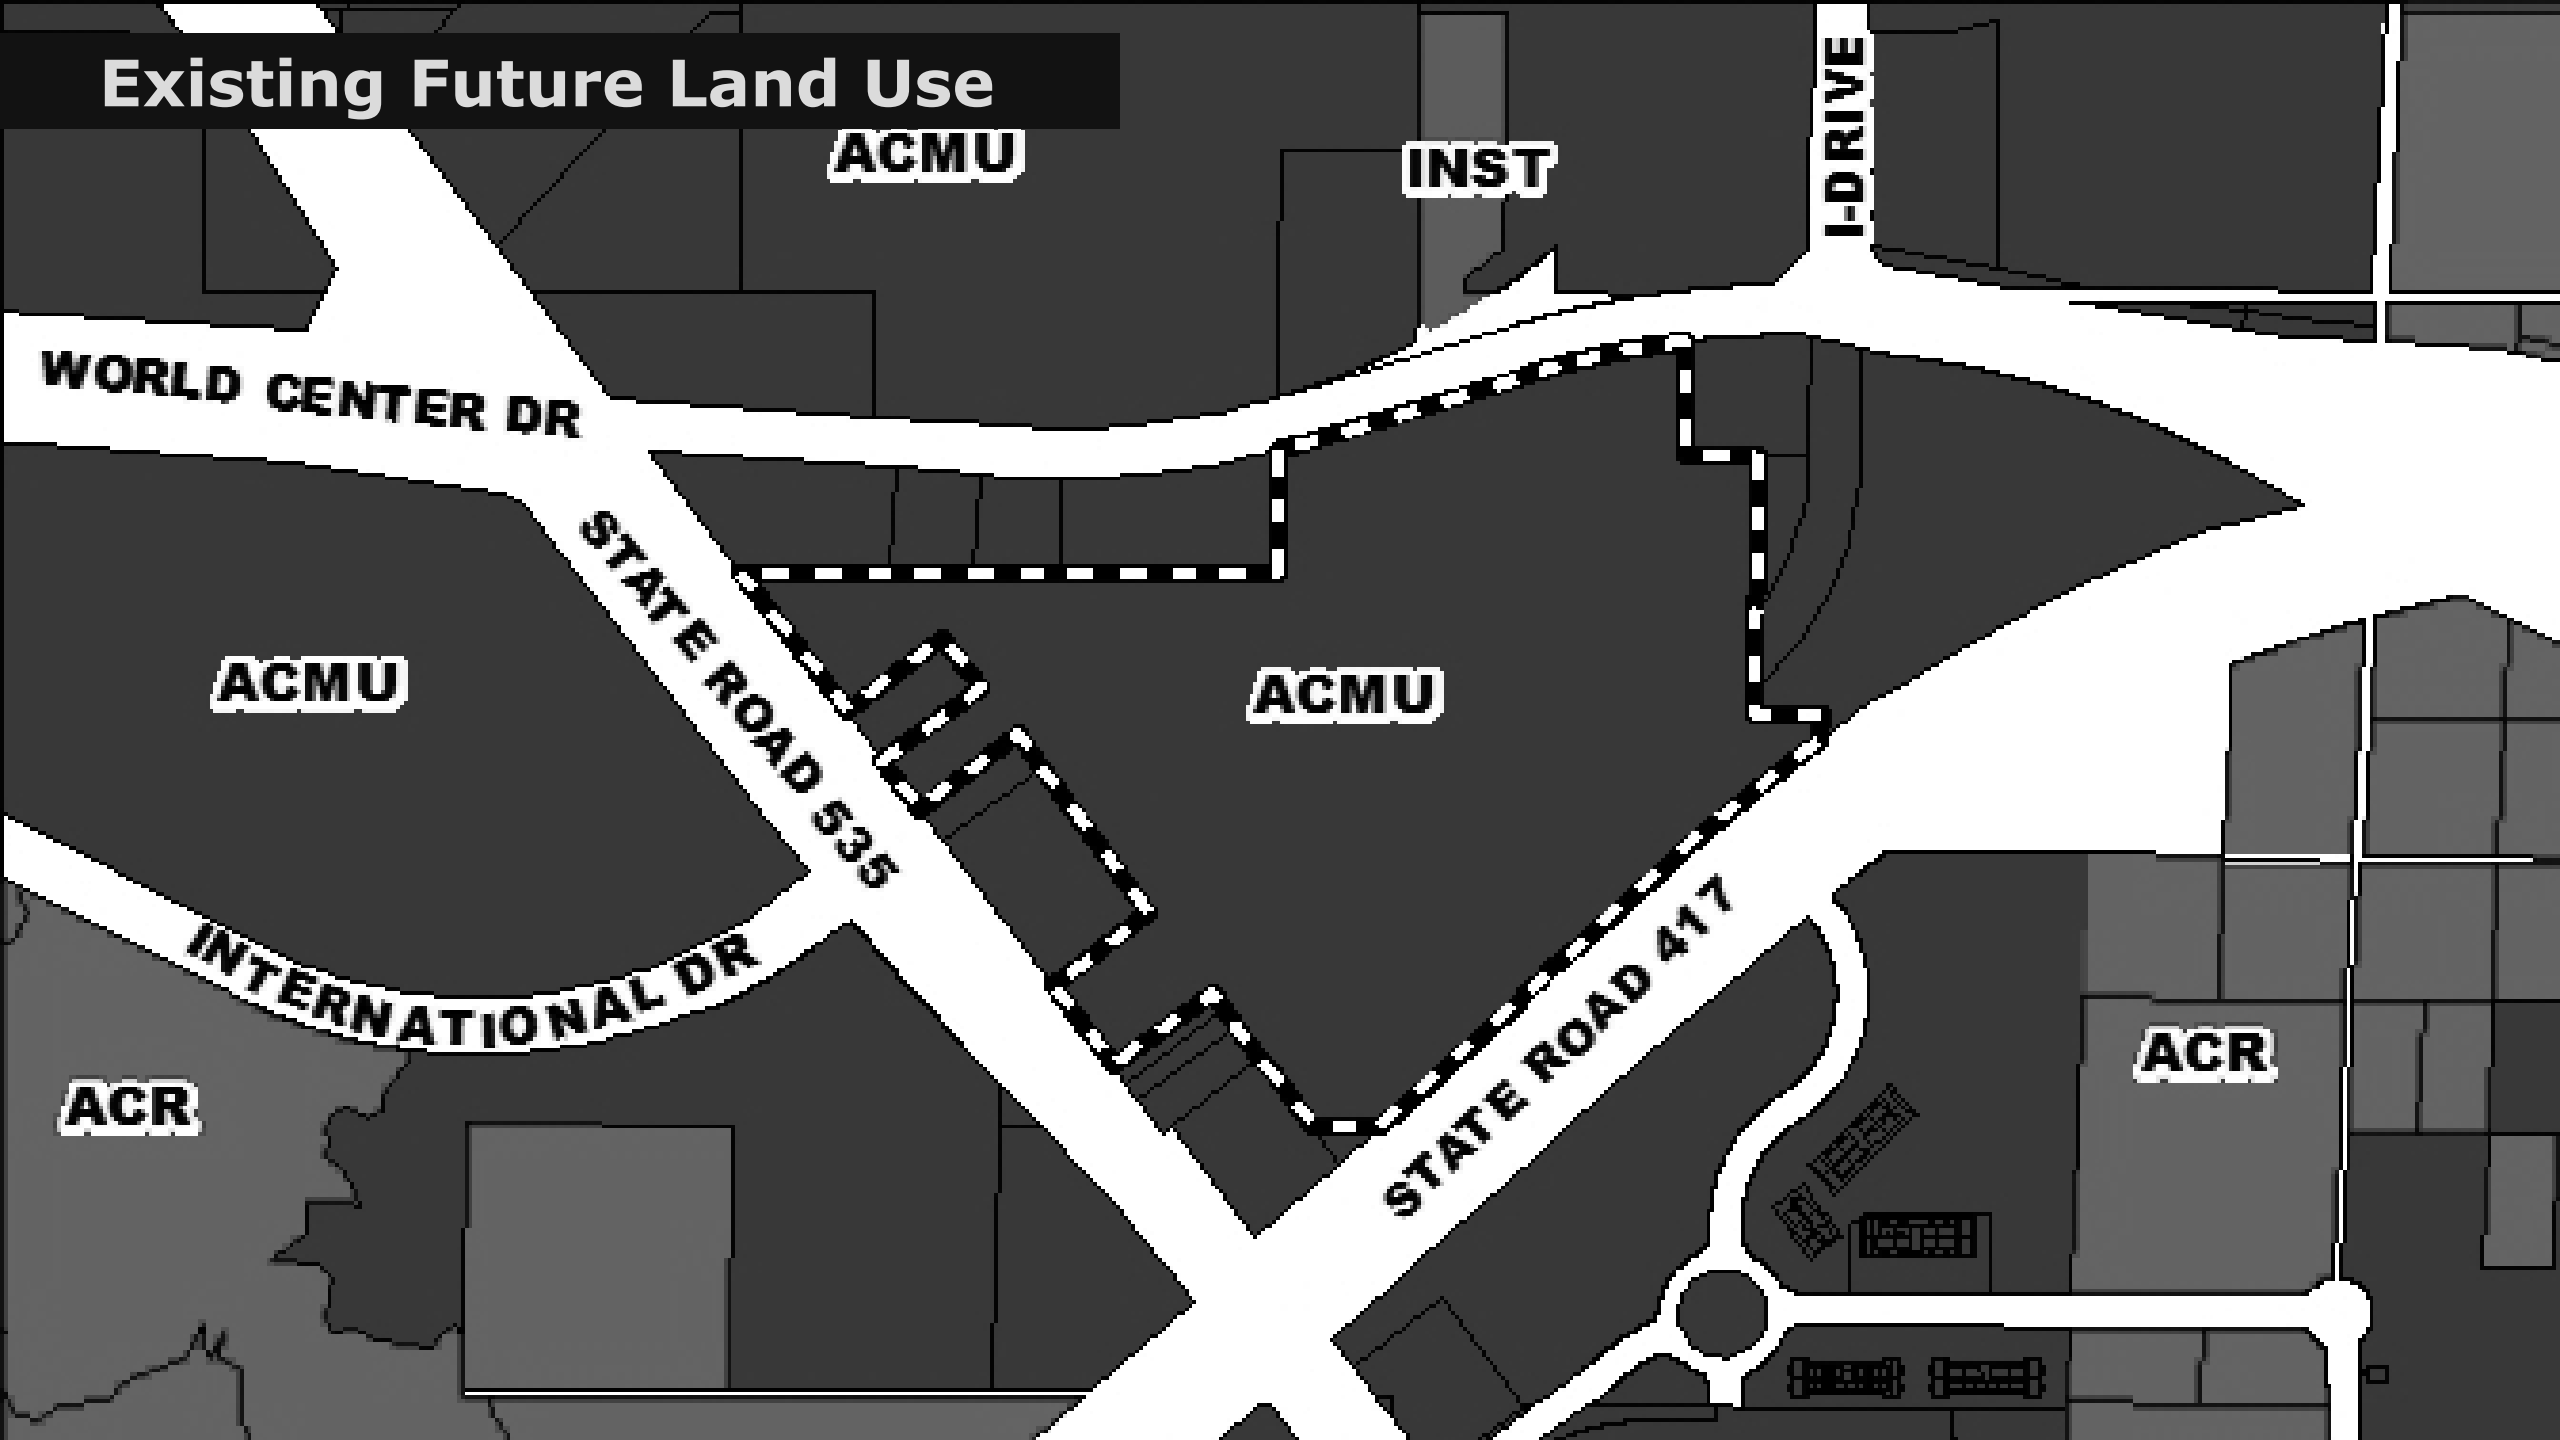 Existing Future Land Use
ACMU
INST
I-DRIVE
WORLD CENTER DR
STATE ROAD 535
ACMU
ACMU
INTERNATIONAL DR
STATE ROAD 417
ACR
ACR